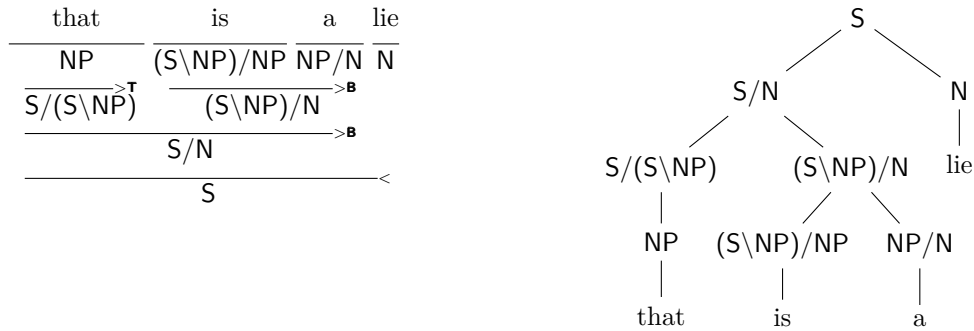 that is a lie
NP (S\NP)/NP NP/N N
>T >B
S/(S\NP) (S\NP)/N
>B
S/N
<
S
S
S/N N
S/(S\NP) (S\NP)/N lie
NP (S\NP)/NP NP/N
that is a